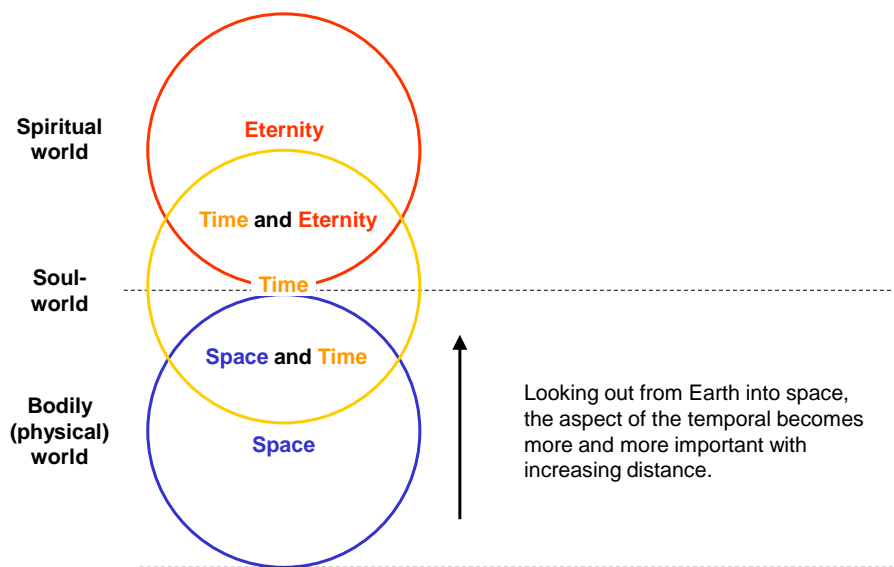 Spiritual
world
Eternity
Time and Eternity
Soul-
world
Time
Space and Time
Bodily
(physical)
world
Space
Looking out from Earth into space,
the aspect of the temporal becomes
more and more important with
increasing distance.